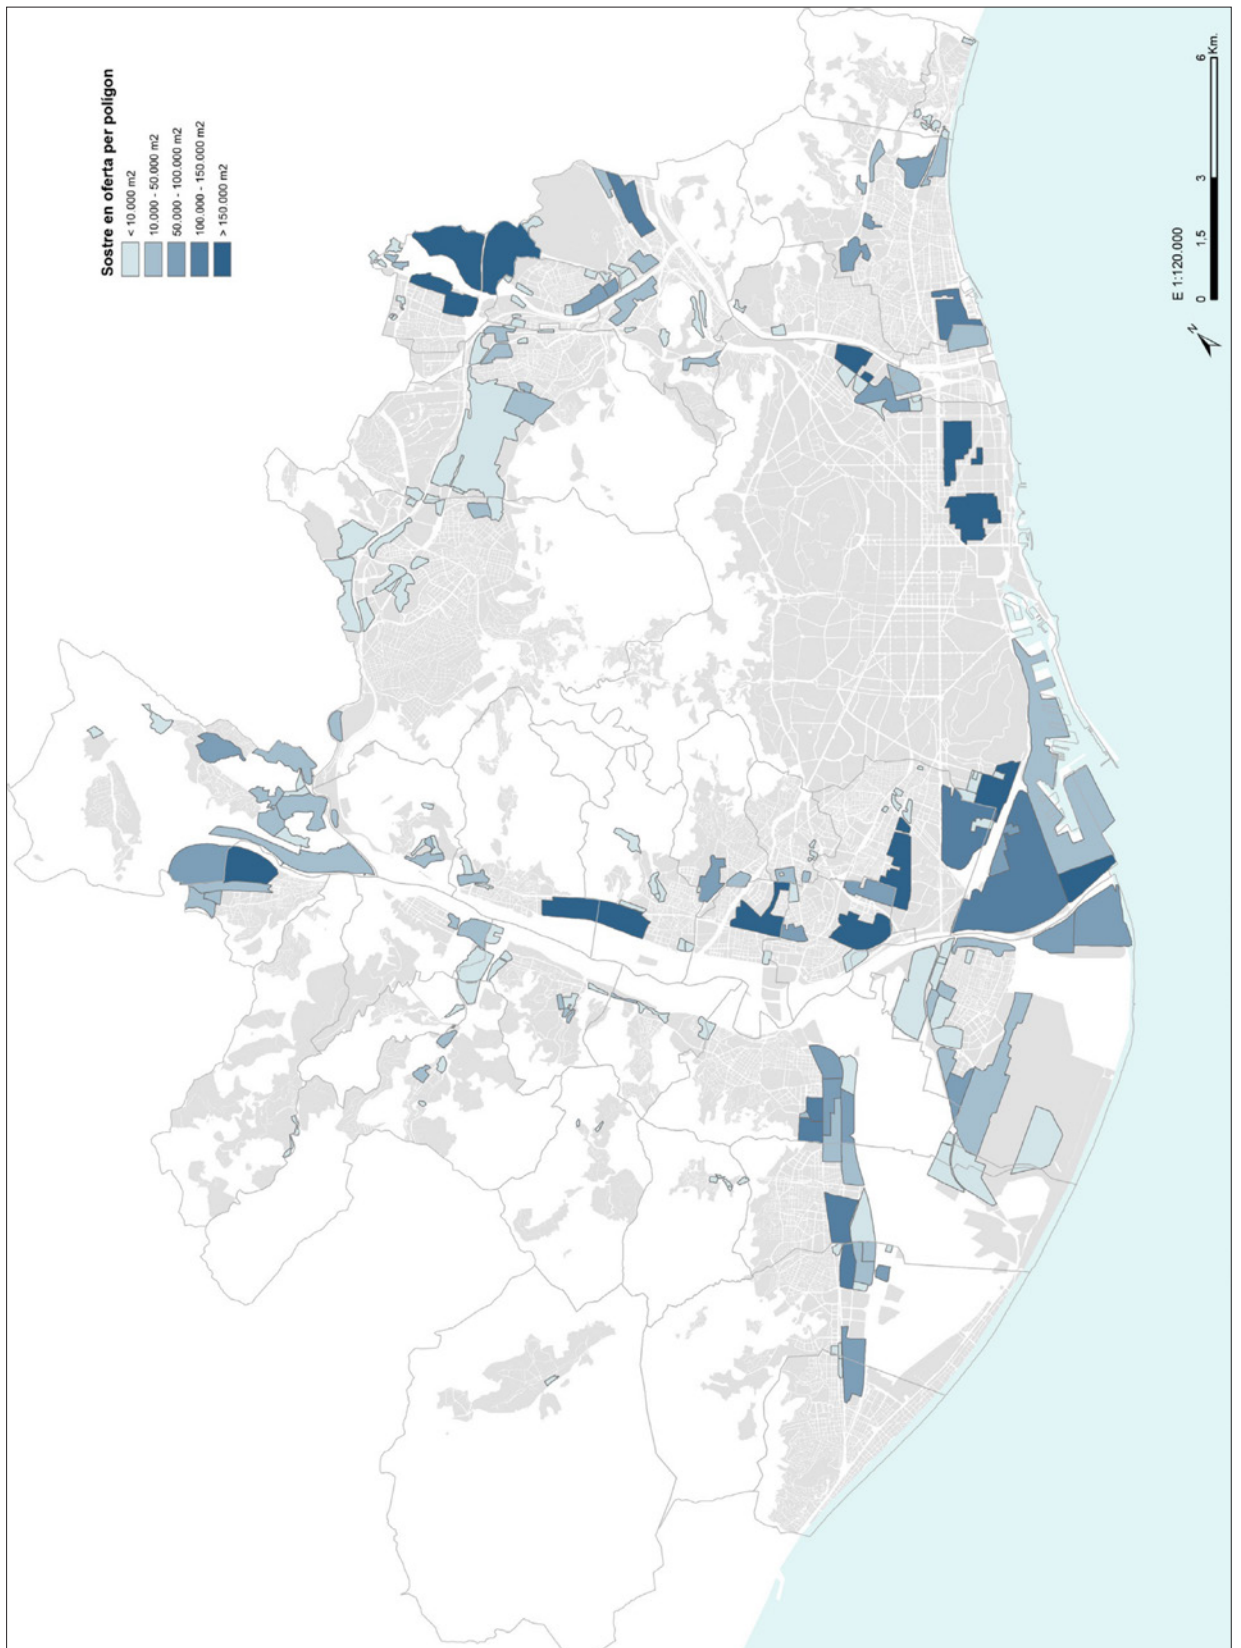 Sostre en oferta per polígon
< 10.000 m2
10.000 - 50.000 m2
50.000 - 100.000 m2
100.000 - 150.000 m2
> 150.000 m2
N
E 1:120.000
0 1,5 3 6
Km.